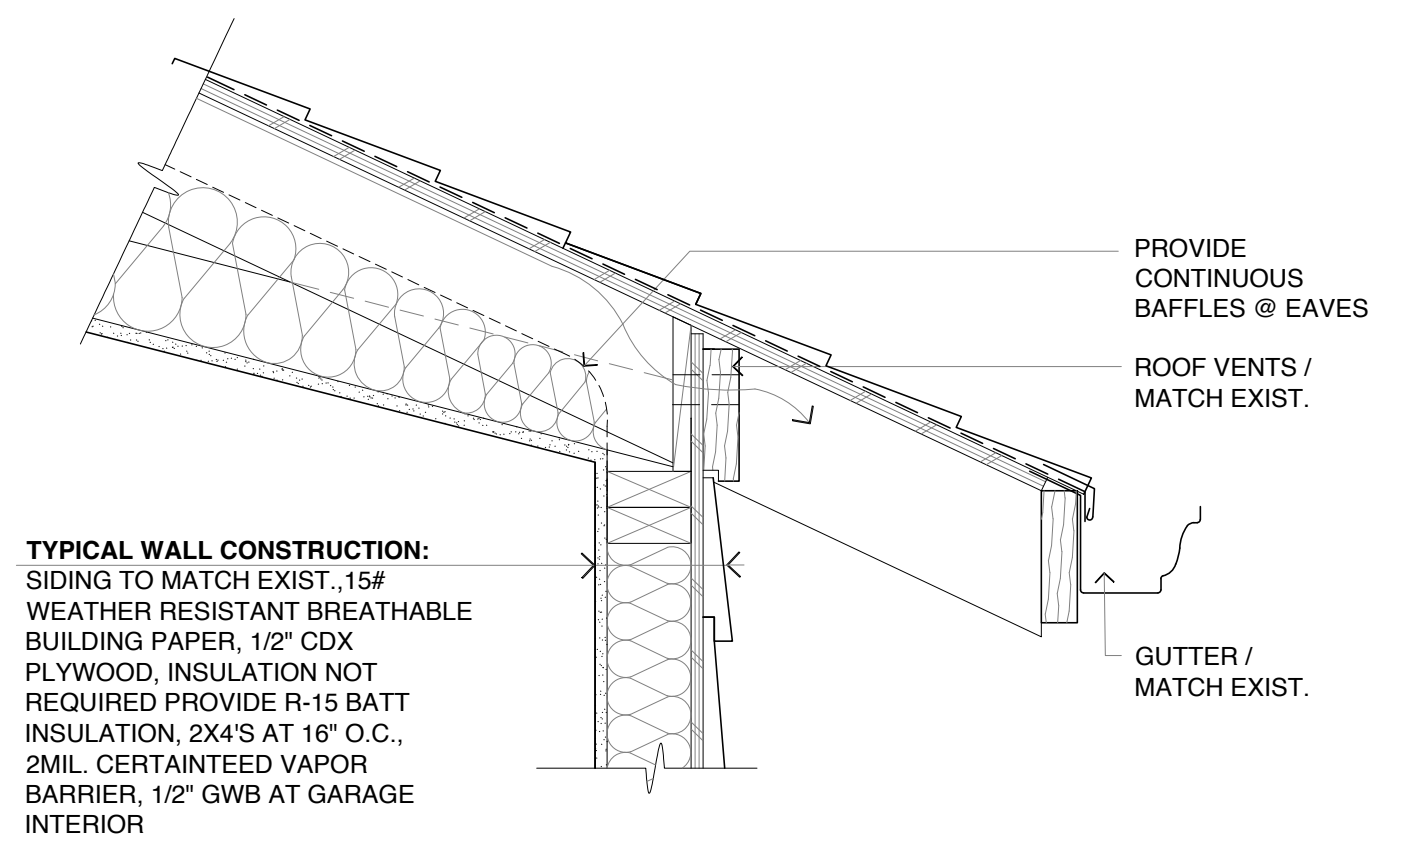 PROVIDE
CONTINUOUS
BAFFLES @ EAVES
ROOF VENTS /
MATCH EXIST.
TYPICAL WALL CONSTRUCTION:
SIDING TO MATCH EXIST.,15#
WEATHER RESISTANT BREATHABLE
BUILDING PAPER, 1/2" CDX
PLYWOOD, INSULATION NOT
REQUIRED PROVIDE R-15 BATT
INSULATION, 2X4'S AT 16" O.C.,
2MIL. CERTAINTEED VAPOR
BARRIER, 1/2" GWB AT GARAGE
INTERIOR
GUTTER /
MATCH EXIST.